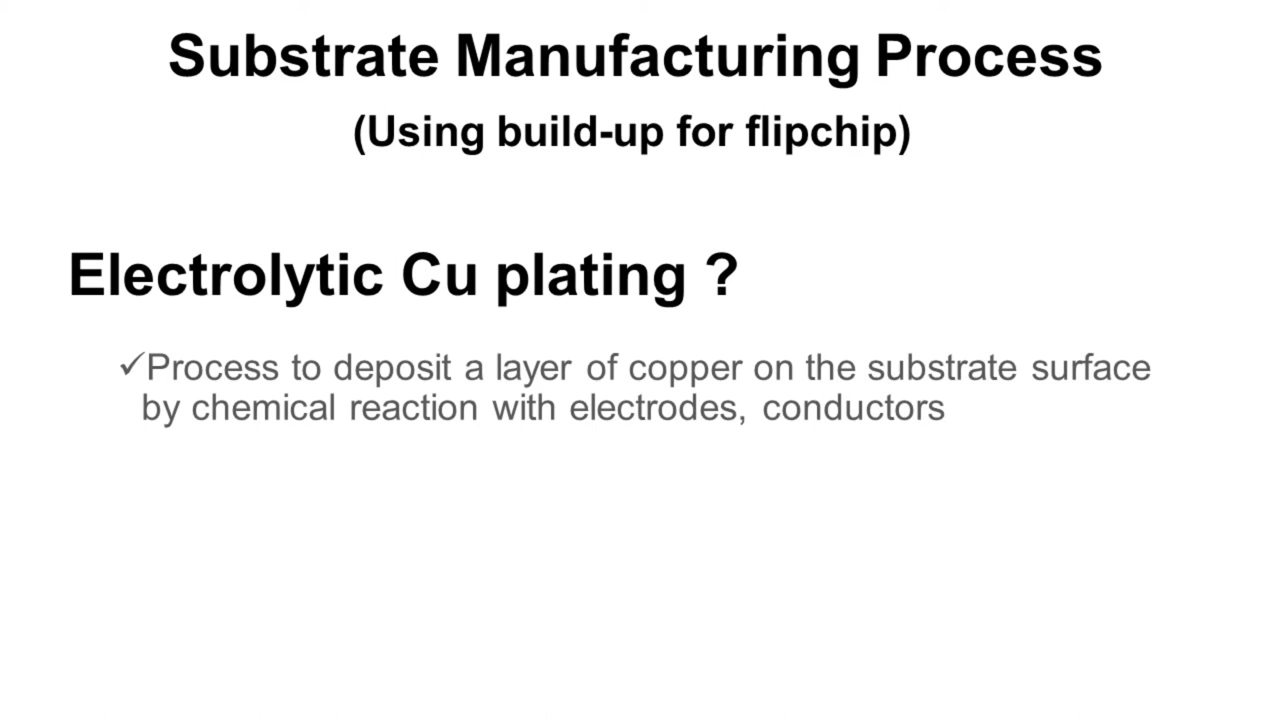 Substrate Manufacturing Process
(Using build-up for flipchip)
Electrolytic Cu plating ?
✓Process to deposit a layer of copper on the substrate surface
by chemical reaction with electrodes, conductors